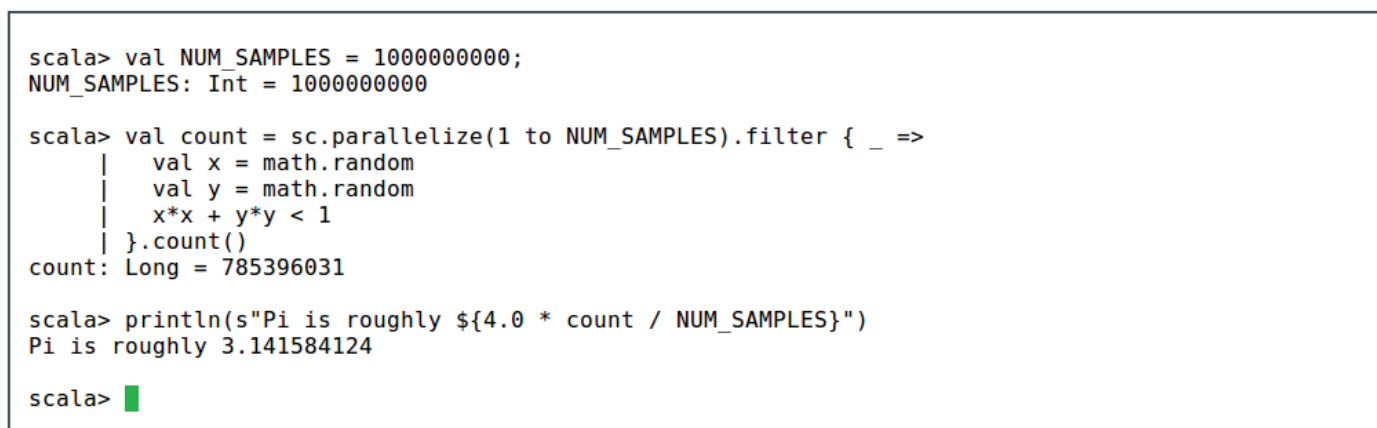 scala> val NUM_SAMPLES = 1000000000;
NUM_SAMPLES: Int = 1000000000
scala> val count = sc.parallelize(1 to NUM_SAMPLES).filter { _ =>
     |   val x = math.random
     |   val y = math.random
     |   x*x + y*y < 1
     | }.count()
count: Long = 785396031
scala> println(s"Pi is roughly ${4.0 * count / NUM_SAMPLES}")
Pi is roughly 3.141584124
scala>